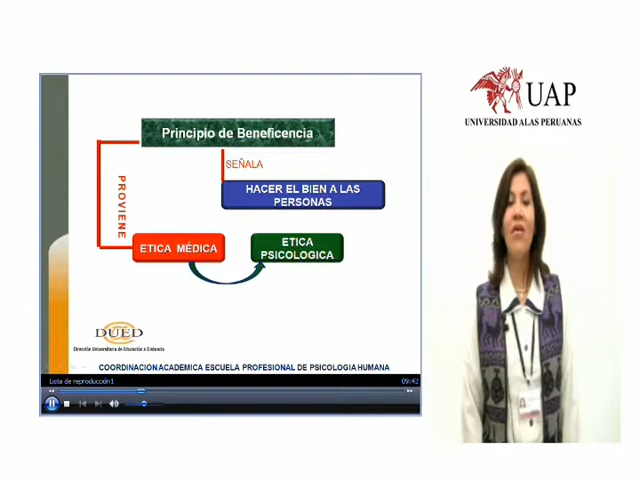 Principio de Beneficencia
SEÑALA
HACER EL BIEN A LAS
PERSONAS
PROVIENE
ETICA MÉDICA
ETICA
PSICOLOGICA
DUED
Dirección Universitaria de Educación a Distancia
COORDINACION ACADEMICA ESCUELA PROFESIONAL DE PSICOLOGIA HUMANA
Lista de reproducción1
09:42
UAP
UNIVERSIDAD ALAS PERUANAS